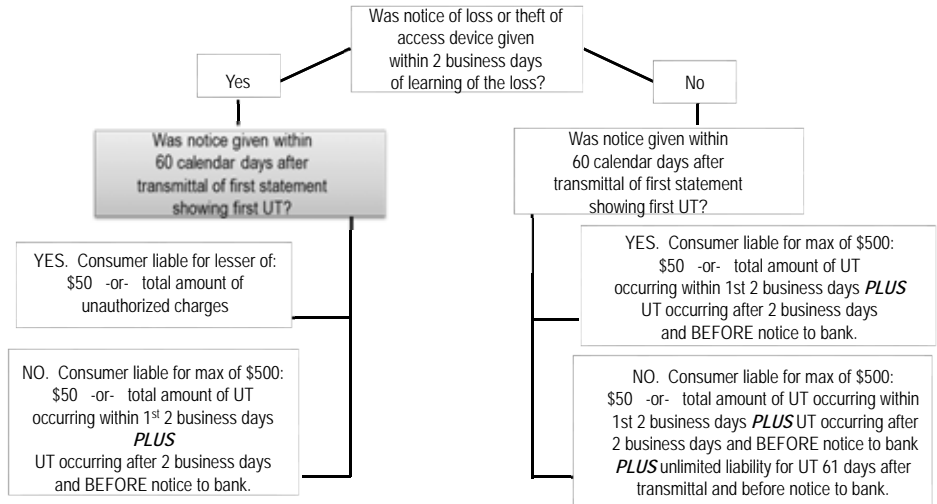 Was notice of loss or theft of
access device given
within 2 business days
of learning of the loss?
Yes
No
Was notice given within
60 calendar days after
transmittal of first statement
showing first UT?
Was notice given within
60 calendar days after
transmittal of first statement
showing first UT?
YES. Consumer liable for lesser of:
$50 -or- total amount of
unauthorized charges
YES. Consumer liable for max of $500:
$50 -or- total amount of UT
occurring within 1st 2 business days PLUS
UT occurring after 2 business days
and BEFORE notice to bank.
NO. Consumer liable for max of $500:
$50 -or- total amount of UT
occurring within 1st 2 business days
PLUS
UT occurring after 2 business days
and BEFORE notice to bank.
NO. Consumer liable for max of $500:
$50 -or- total amount of UT occurring within
1st 2 business days PLUS UT occurring after
2 business days and BEFORE notice to bank
PLUS unlimited liability for UT 61 days after
transmittal and before notice to bank.